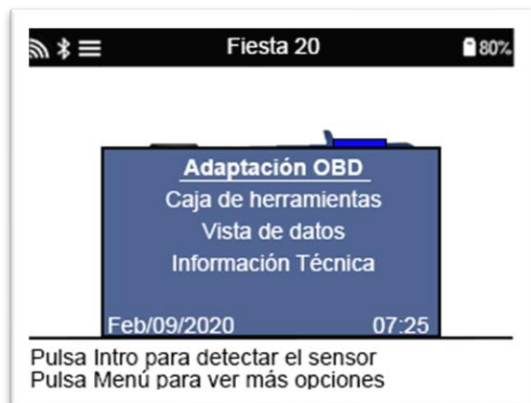 Fiesta 20 80%
Adaptación OBD
Caja de herramientas
Vista de datos
Información Técnica
Feb/09/2020 07:25
Pulsa Intro para detectar el sensor
Pulsa Menú para ver más opciones